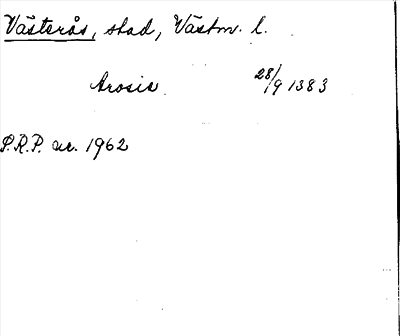 Västerås, stad, Västm. l.
Arosie 28/9 1383
S.R.P. nr. 1962